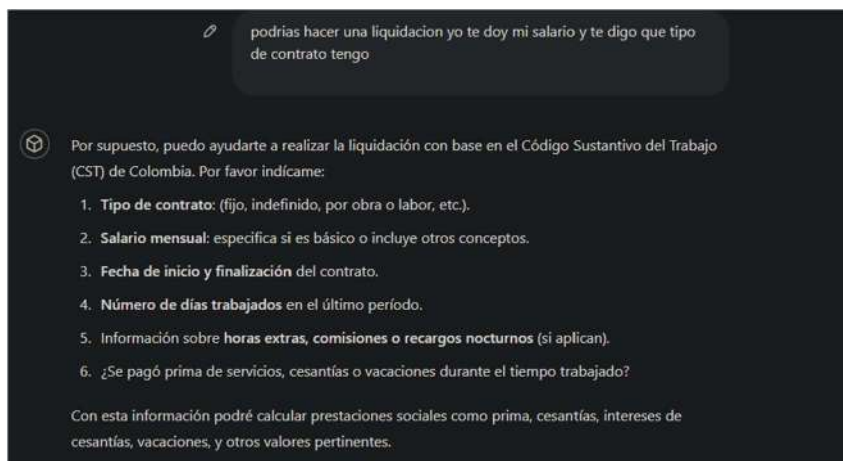 podrias hacer una liquidacion yo te doy mi salario y te digo que tipo
de contrato tengo
Por supuesto, puedo ayudarte a realizar la liquidación con base en el Código Sustantivo del Trabajo
(CST) de Colombia. Por favor indícame:
1. Tipo de contrato: (fijo, indefinido, por obra o labor, etc.).
2. Salario mensual: especifica si es básico o incluye otros conceptos.
3. Fecha de inicio y finalización del contrato.
4. Número de días trabajados en el último período.
5. Información sobre horas extras, comisiones o recargos nocturnos (si aplican).
6. ¿Se pagó prima de servicios, cesantías o vacaciones durante el tiempo trabajado?
Con esta información podré calcular prestaciones sociales como prima, cesantías, intereses de
cesantías, vacaciones, y otros valores pertinentes.